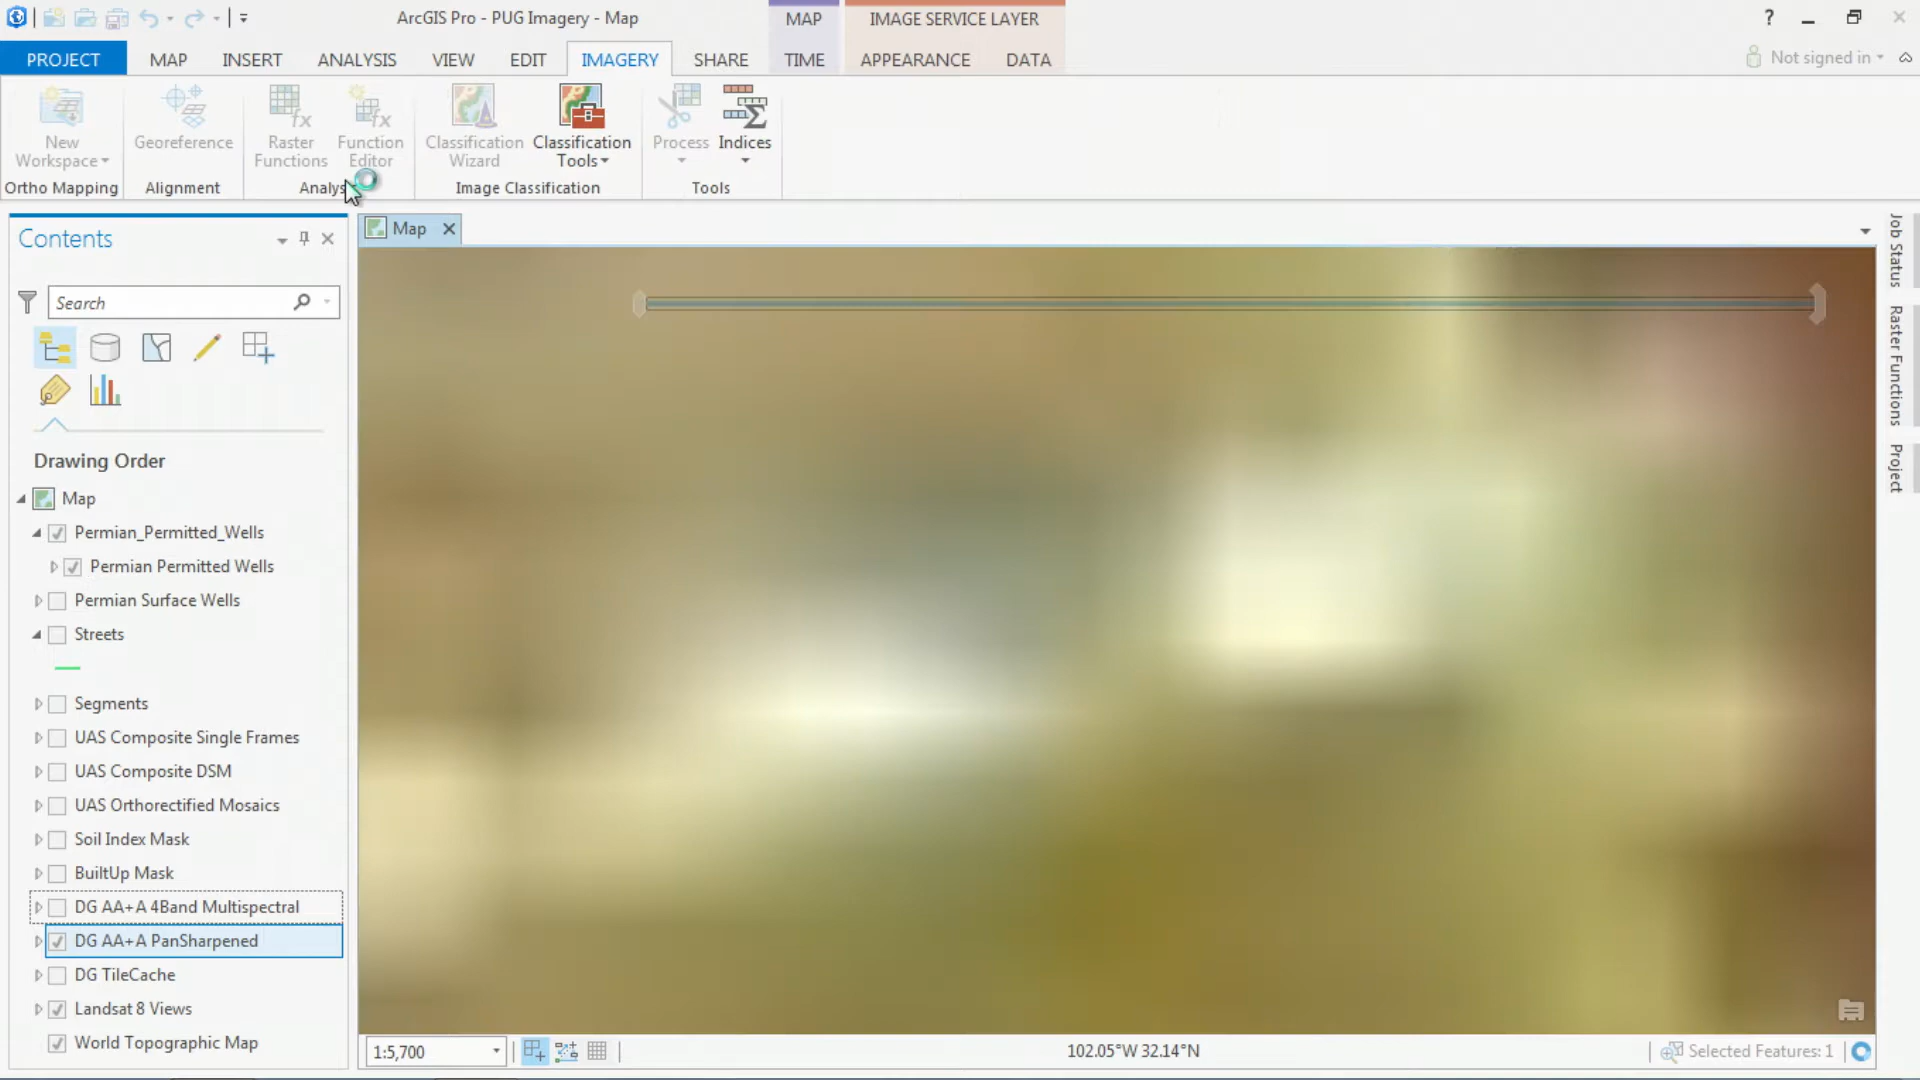 ArcGIS Pro - PUG Imagery - Map
MAP
IMAGE SERVICE LAYER
?
PROJECT
MAP
INSERT
ANALYSIS
VIEW
EDIT
IMAGERY
SHARE
TIME
APPEARANCE
DATA
Not signed in
New Workspace
Georeference
Raster Functions
Function Editor
Classification Wizard
Classification Tools
Process
Indices
Ortho Mapping
Alignment
Image Classification
Tools
Contents
Map
Search
Drawing Order
Map
Permian_Permitted_Wells
Permian Permitted Wells
Permian Surface Wells
Streets
Segments
UAS Composite Single Frames
UAS Composite DSM
UAS Orthorectified Mosaics
Soil Index Mask
BuiltUp Mask
DG AA+A 4Band Multispectral
DG AA+A PanSharpened
DG TileCache
Landsat 8 Views
World Topographic Map
1:5,700
102.05°W 32.14°N
Selected Features: 1
Job Status
Raster Functions
Project